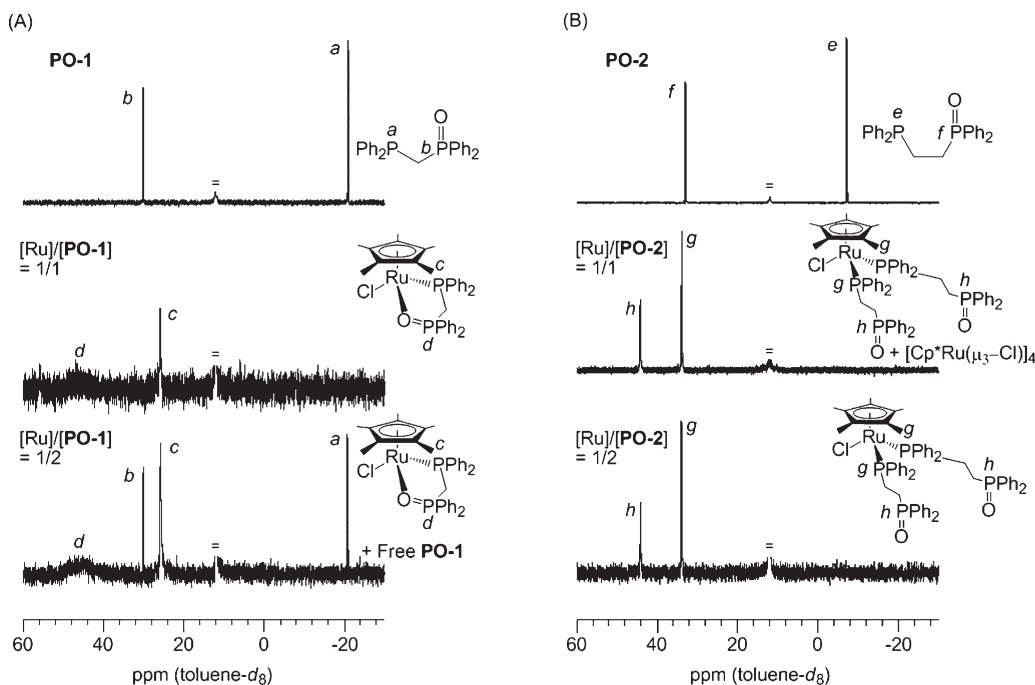 (A)
PO-1
b
a
=
a
b
O
Ph2P
PPh2
[Ru]/[PO-1]
= 1/1
d
c
=
Ru
Cl
c
PPh2
O
PPh2
d
[Ru]/[PO-1]
= 1/2
d
b
c
=
a
Ru
Cl
c
PPh2
O
PPh2
d
+ Free PO-1
60 40 20 0 -20
ppm (toluene-d8)
(B)
PO-2
f
e
=
e
O
Ph2P
f
PPh2
[Ru]/[PO-2]
= 1/1
h
g
=
g
Ru
Cl
PPh2
g
PPh2
h
PPh2
O
h
PPh2
O
+ [Cp*Ru(μ3–Cl)]4
[Ru]/[PO-2]
= 1/2
h
g
=
g
Ru
Cl
PPh2
g
PPh2
h
PPh2
O
h
PPh2
O
60 40 20 0 -20
ppm (toluene-d8)